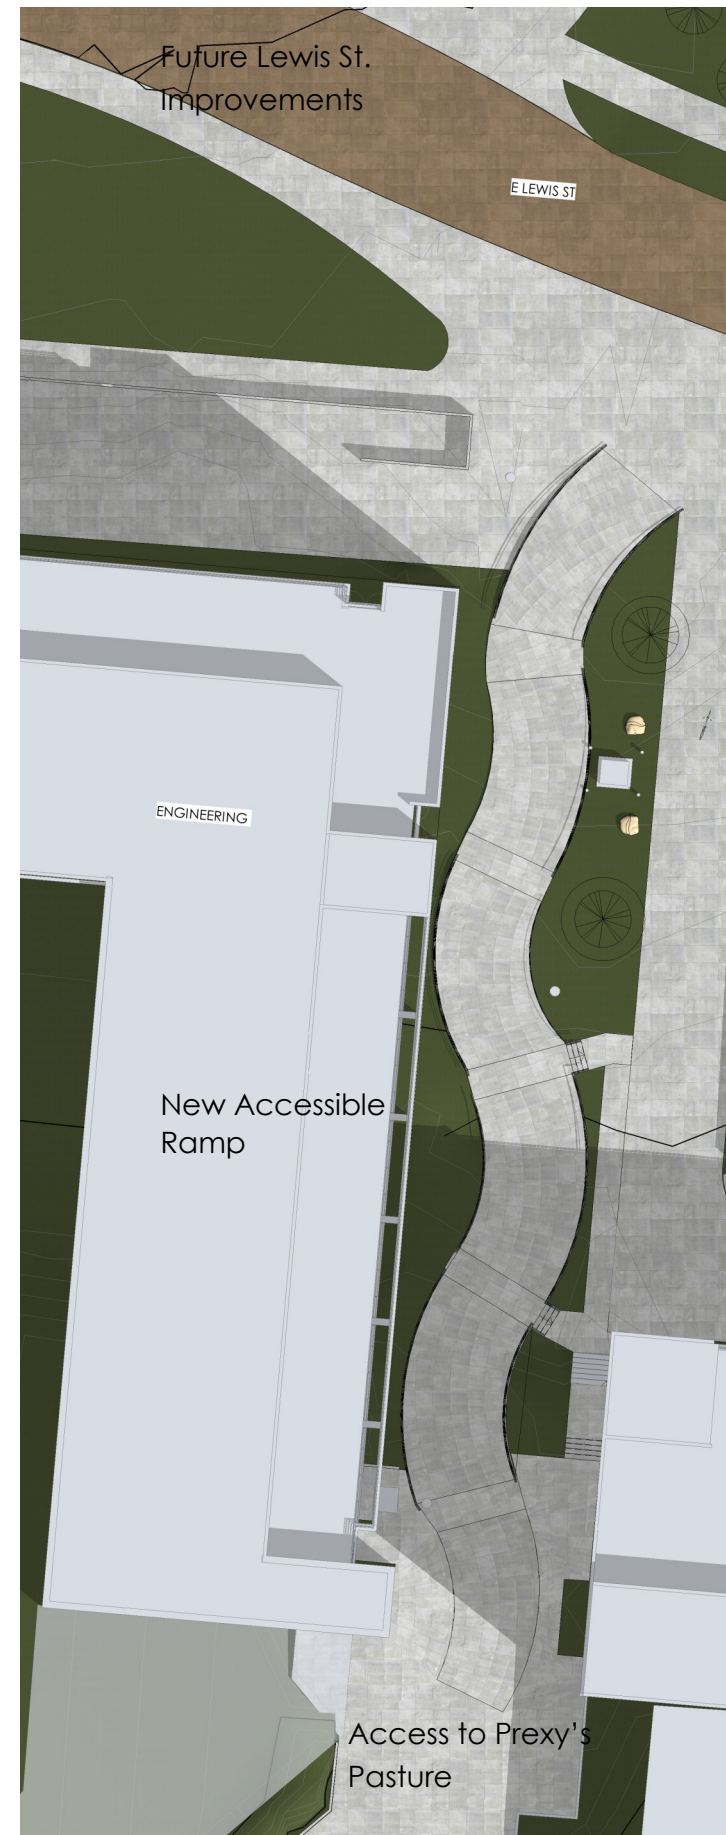 Future Lewis St.
Improvements
E LEWIS ST
ENGINEERING
New Accessible
Ramp
Access to Prexy's
Pasture